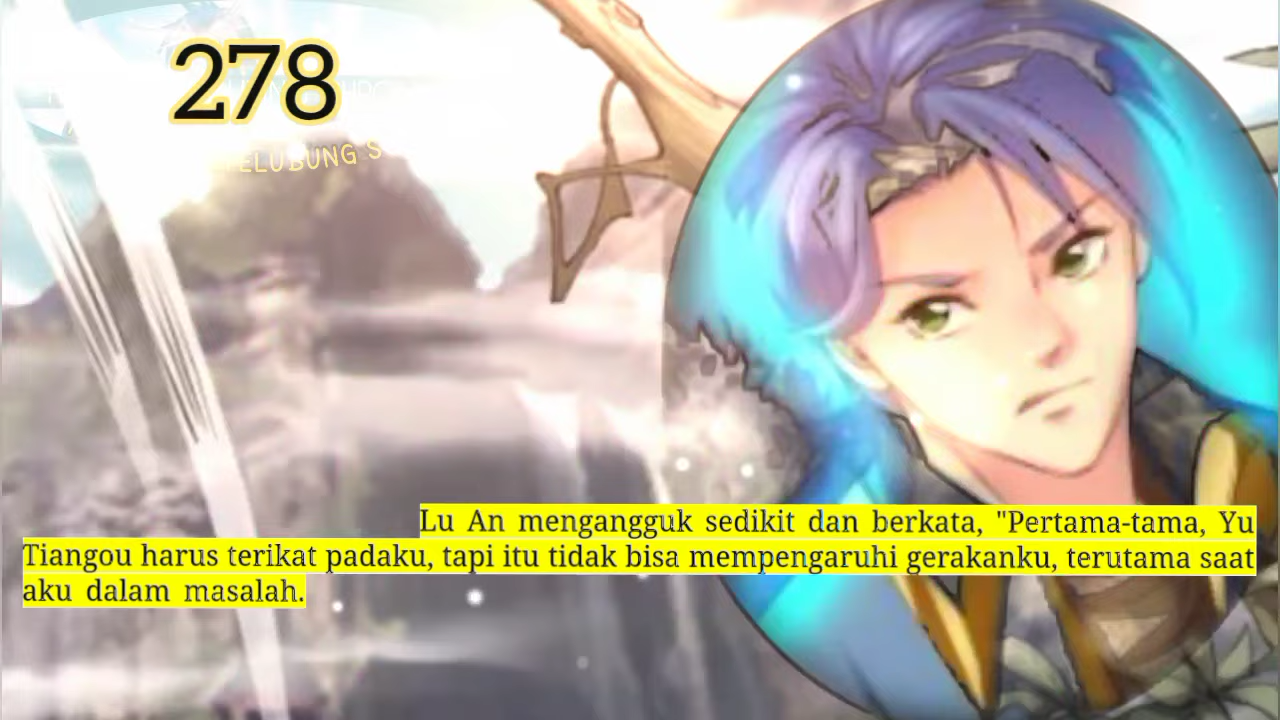 278
ELUBUNG S
Lu An mengangguk sedikit dan berkata, "Pertama-tama, Yu
Tiangou harus terikat padaku, tapi itu tidak bisa mempengaruhi gerakanku, terutama saat
aku dalam masalah.